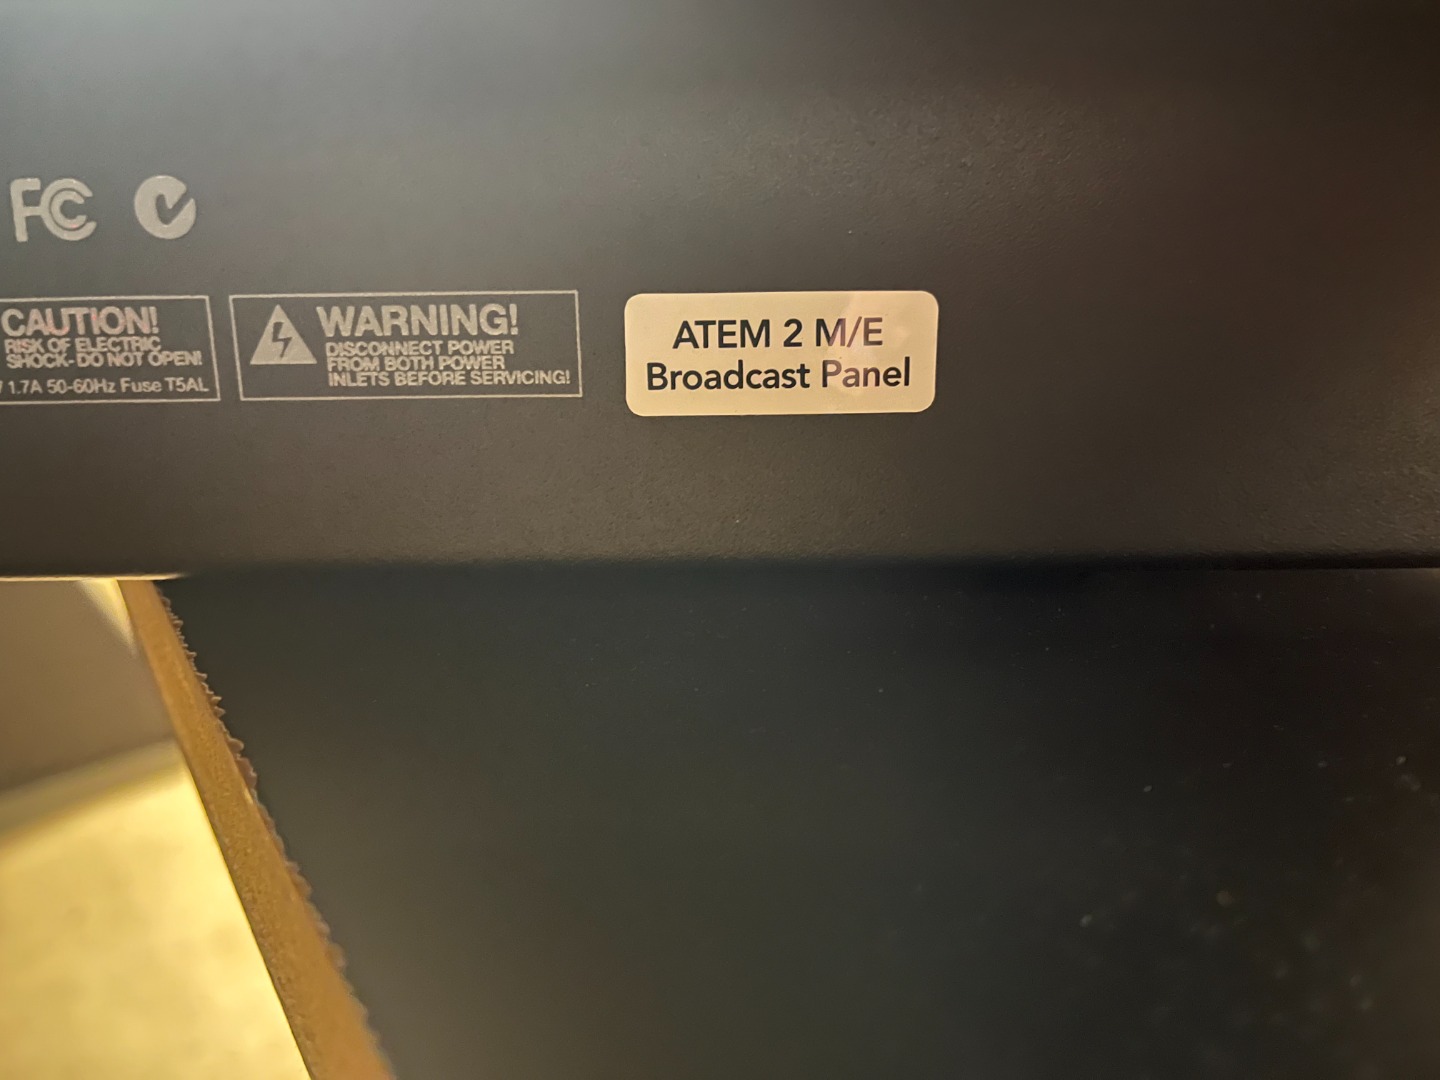 FC
CAUTION!
RISK OF ELECTRIC
SHOCK- DO NOT OPEN!
1.7A 50-60Hz Fuse T5AL
WARNING!
DISCONNECT POWER
FROM BOTH POWER
INLETS BEFORE SERVICING!
ATEM 2 M/E
Broadcast Panel